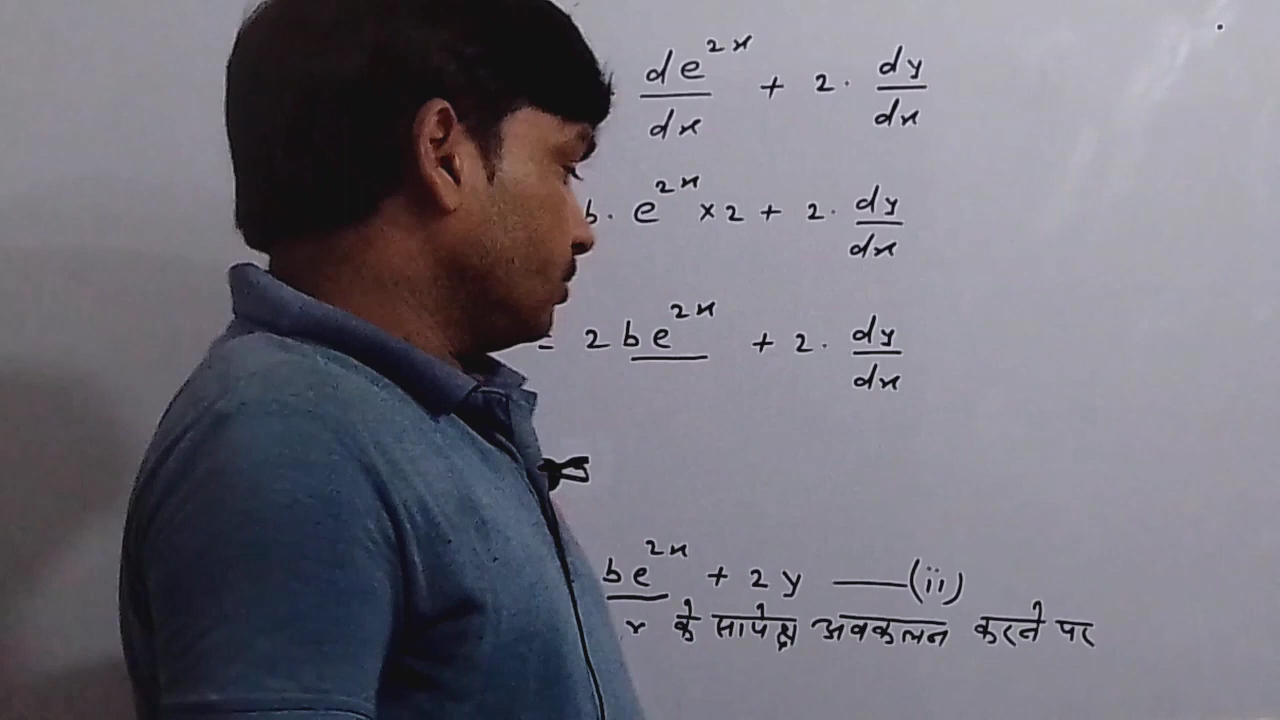 de^{2x}/dx + 2. dy/dx
b. e^{2x} × 2 + 2. dy/dx
= 2be^{2x} + 2. dy/dx
be^{2x} + 2y —(ii)
के सापेक्ष अवकलन करने पर